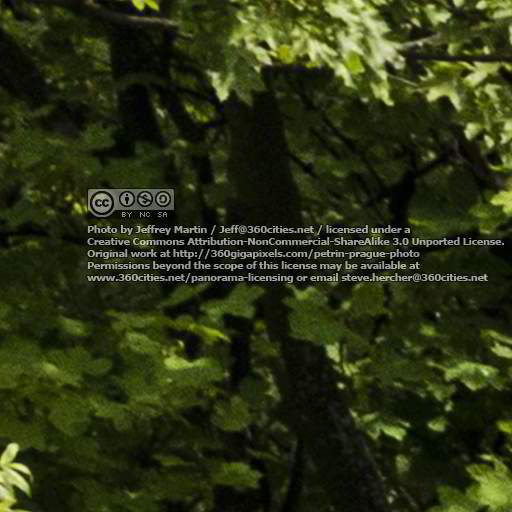 cc
BY NC SA
Photo by Jeffrey Martin / Jeff@360cities.net / licensed under a
Creative Commons Attribution-NonCommercial-ShareAlike 3.0 Unported License.
Original work at http://360gigapixels.com/petrin-prague-photo
Permissions beyond the scope of this license may be available at
www.360cities.net/panorama-licensing or email steve.hercher@360cities.net